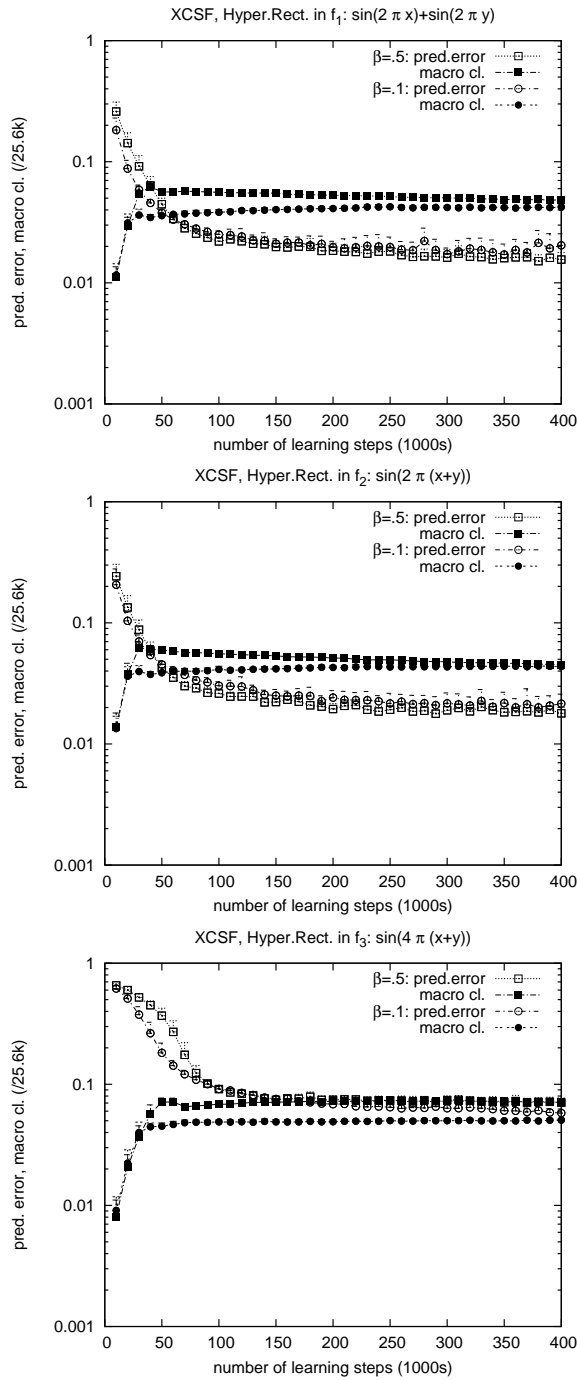 XCSF, Hyper.Rect. in f1: sin(2 π x)+sin(2 π y)
1
β=.5: pred.error
macro cl.
β=.1: pred.error
macro cl.
0.1
0.01
0.001
pred. error, macro cl. (/25.6k)
0 50 100 150 200 250 300 350 400
number of learning steps (1000s)
XCSF, Hyper.Rect. in f2: sin(2 π (x+y))
1
β=.5: pred.error
macro cl.
β=.1: pred.error
macro cl.
0.1
0.01
0.001
pred. error, macro cl. (/25.6k)
0 50 100 150 200 250 300 350 400
number of learning steps (1000s)
XCSF, Hyper.Rect. in f3: sin(4 π (x+y))
1
β=.5: pred.error
macro cl.
β=.1: pred.error
macro cl.
0.1
0.01
0.001
pred. error, macro cl. (/25.6k)
0 50 100 150 200 250 300 350 400
number of learning steps (1000s)